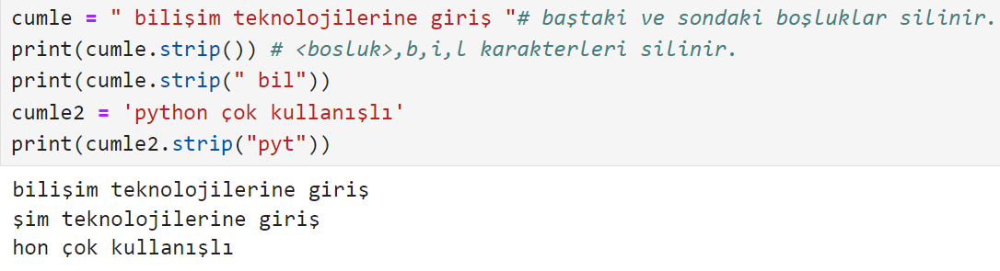 cumle = " bilişim teknolojilerine giriş "# baştaki ve sondaki boşluklar silinir.
print(cumle.strip()) # <bosluk>,b,i,l karakterleri silinir.
print(cumle.strip(" bil"))
cumle2 = 'python çok kullanışlı'
print(cumle2.strip("pyt"))
bilişim teknolojilerine giriş
şim teknolojilerine giriş
hon çok kullanışlı